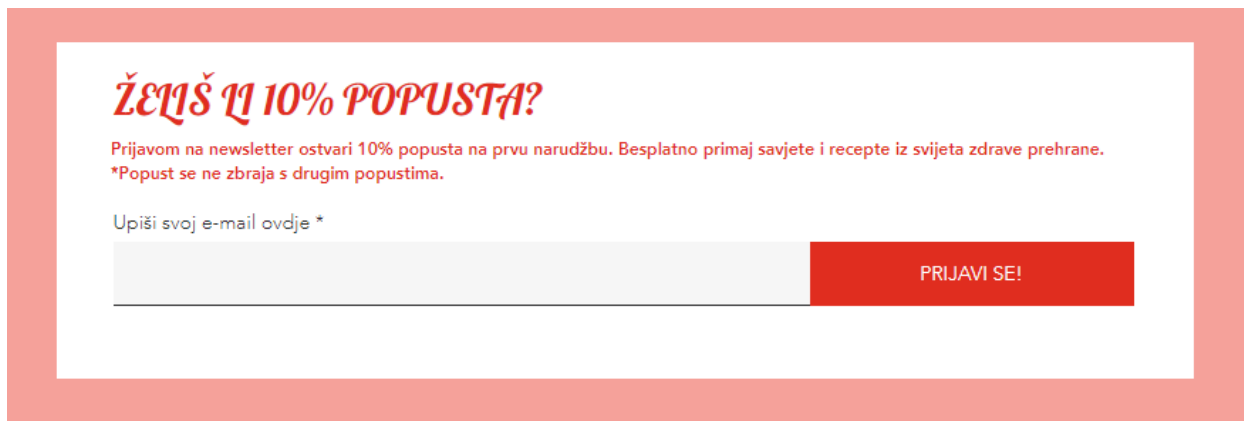 ŽELIŠ LI 10% POPUSTA?
Prijavom na newsletter ostvari 10% popusta na prvu narudžbu. Besplatno primaj savjete i recepte iz svijeta zdrave prehrane.
*Popust se ne zbraja s drugim popustima.
Upiši svoj e-mail ovdje *
PRIJAVI SE!